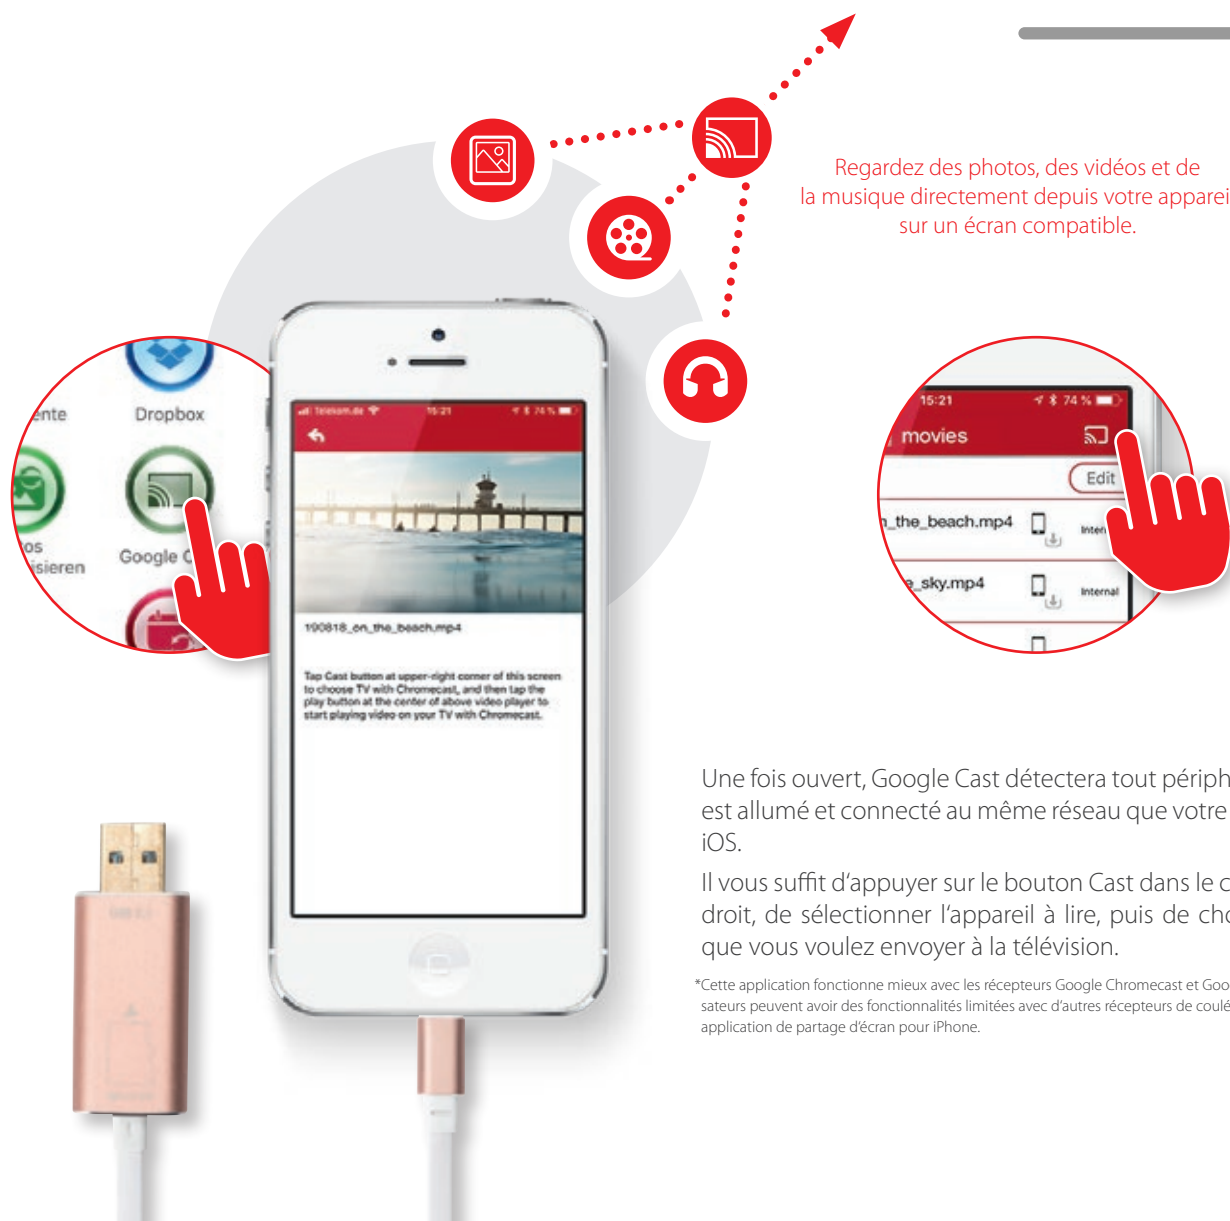 Regardez des photos, des vidéos et de
la musique directement depuis votre apparei
sur un écran compatible.
ente
Dropbox
os
isieren
Google C
Telekom.de
15:21
74 %
190818_on_the_beach.mp4
Tap Cast button at upper-right corner of this screen
to choose TV with Chromecast, and then tap the
play button at the center of above video player to
start playing video on your TV with Chromecast.
15:21
74 %
movies
Edit
_the_beach.mp4
Intern
e_sky.mp4
Internal
Une fois ouvert, Google Cast détectera tout périph
est allumé et connecté au même réseau que votre
iOS.
Il vous suffit d‘appuyer sur le bouton Cast dans le c
droit, de sélectionner l‘appareil à lire, puis de cho
que vous voulez envoyer à la télévision.
*Cette application fonctionne mieux avec les récepteurs Google Chromecast et Goo
sateurs peuvent avoir des fonctionnalités limitées avec d‘autres récepteurs de coulé
application de partage d‘écran pour iPhone.